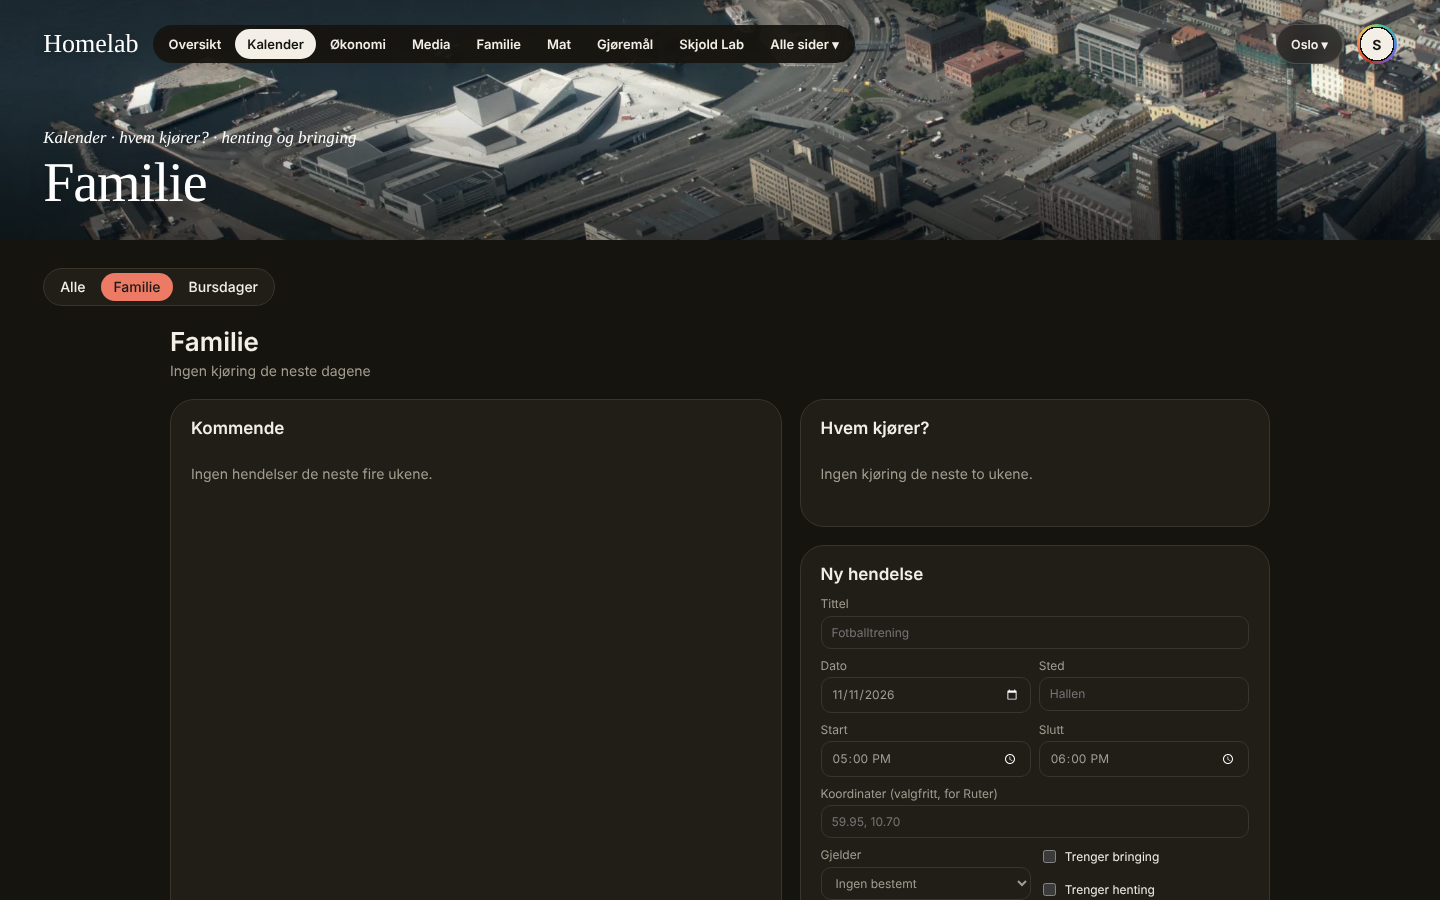 Homelab
Oversikt Kalender Økonomi Media Familie Mat Gjøremål Skjold Lab Alle sider ▾
Oslo ▾
S
Kalender · hvem kjører? · henting og bringing
Familie
Alle Familie Bursdager
Familie
Ingen kjøring de neste dagene
Kommende
Ingen hendelser de neste fire ukene.
Hvem kjører?
Ingen kjøring de neste to ukene.
Ny hendelse
Tittel
Fotballtrening
Dato Sted
11/11/2026 Hallen
Start Slutt
05:00 PM 06:00 PM
Koordinater (valgfritt, for Ruter)
59.95, 10.70
Gjelder
Trenger bringing
Ingen bestemt
Trenger henting